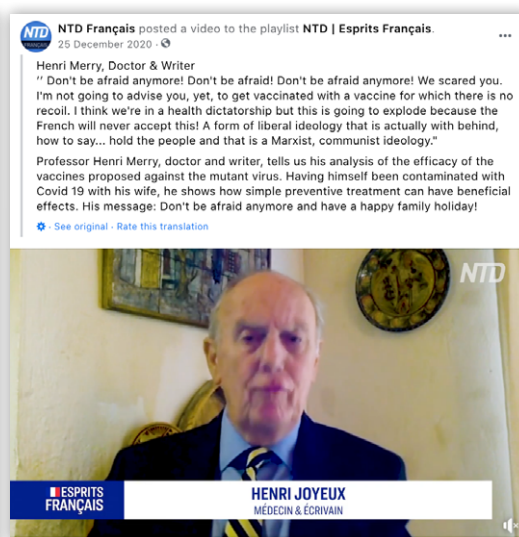 NTD
FRANÇAIS
NTD Français posted a video to the playlist NTD | Esprits Français.
25 December 2020 ·
Henri Merry, Doctor & Writer
'' Don't be afraid anymore! Don't be afraid! Don't be afraid anymore! We scared you.
I'm not going to advise you, yet, to get vaccinated with a vaccine for which there is no
recoil. I think we're in a health dictatorship but this is going to explode because the
French will never accept this! A form of liberal ideology that is actually with behind,
how to say... hold the people and that is a Marxist, communist ideology."
Professor Henri Merry, doctor and writer, tells us his analysis of the efficacy of the
vaccines proposed against the mutant virus. Having himself been contaminated with
Covid 19 with his wife, he shows how simple preventive treatment can have beneficial
effects. His message: Don't be afraid anymore and have a happy family holiday!
· See original · Rate this translation
NTD
ESPRITS
FRANÇAIS
HENRI JOYEUX
MÉDECIN & ÉCRIVAIN